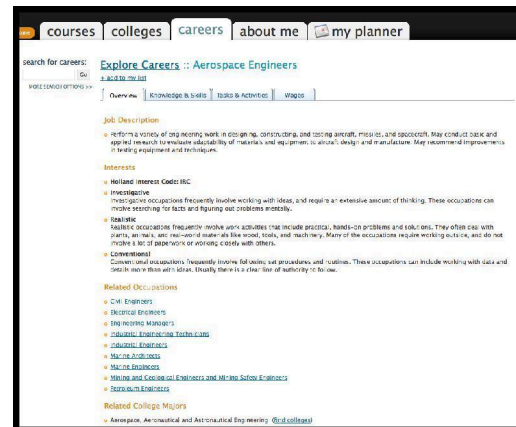 courses
colleges
careers
about me
my planner
search for careers:
Go
MORE SEARCH OPTIONS >>
Explore Careers :: Aerospace Engineers
+ add to my list
Overview
Knowledge & Skills
Tasks & Activities
Wages
Job Description
Perform a variety of engineering work in designing, constructing, and testing aircraft, missiles, and spacecraft. May conduct basic and
applied research to evaluate adaptability of materials and equipment to aircraft design and manufacture. May recommend improvements
in testing equipment and techniques.
Interests
Holland Interest Code: IRC
Investigative
Investigative occupations frequently involve working with ideas, and require an extensive amount of thinking. These occupations can
involve searching for facts and figuring out problems mentally.
Realistic
Realistic occupations frequently involve work activities that include practical, hands-on problems and solutions. They often deal with
plants, animals, and real-world materials like wood, tools, and machinery. Many of the occupations require working outside, and do not
involve a lot of paperwork or working closely with others.
Conventional
Conventional occupations frequently involve following set procedures and routines. These occupations can include working with data and
details more than with ideas. Usually there is a clear line of authority to follow.
Related Occupations
Civil Engineers
Electrical Engineers
Engineering Managers
Industrial Engineering Technicians
Industrial Engineers
Marine Architects
Marine Engineers
Mining and Geological Engineers and Mining Safety Engineers
Petroleum Engineers
Related College Majors
Aerospace, Aeronautical and Astronautical Engineering (find colleges)